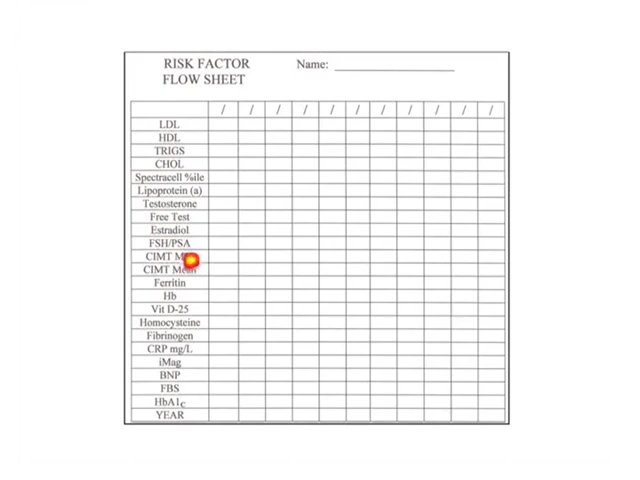 RISK FACTOR Name:
FLOW SHEET
/ / / / / / / / / / /
LDL
HDL
TRIGS
CHOL
Spectracell %ile
Lipoprotein (a)
Testosterone
Free Test
Estradiol
FSH/PSA
CIMT
CIMT Mean
Ferritin
Hb
Vit D-25
Homocysteine
Fibrinogen
CRP mg/L
iMag
BNP
FBS
HbA1c
YEAR